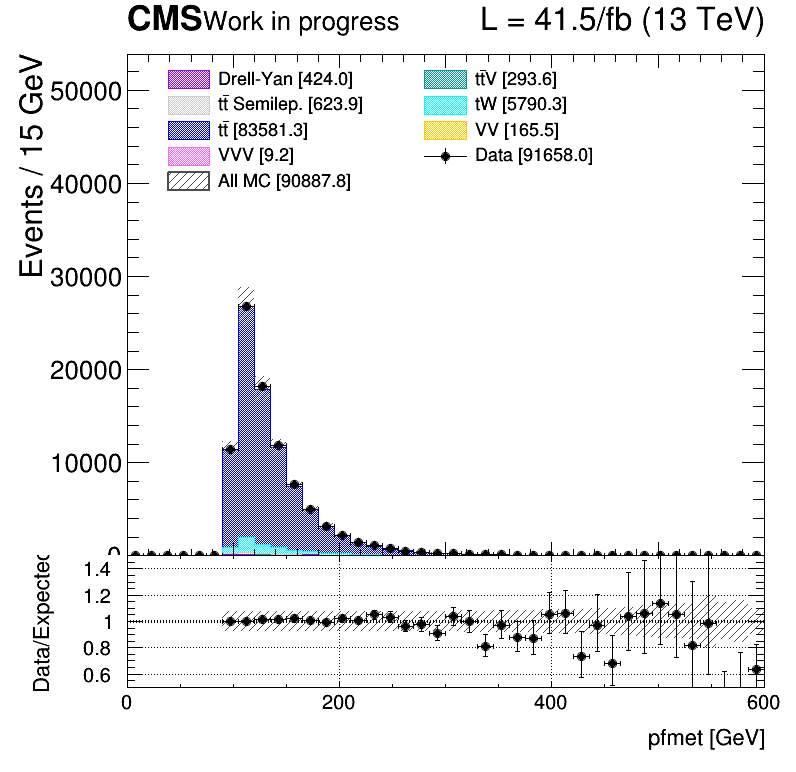 CMS Work in progress L = 41.5/fb (13 TeV)
Events / 15 GeV
50000
40000
30000
20000
10000
0
Drell-Yan [424.0]
tt̄ Semilep. [623.9]
tt̄ [83581.3]
VVV [9.2]
All MC [90887.8]
tt̄V [293.6]
tW [5790.3]
VV [165.5]
Data [91658.0]
Data/Expected
1.4
1.2
1
0.8
0.6
0 200 400 600
pfmet [GeV]